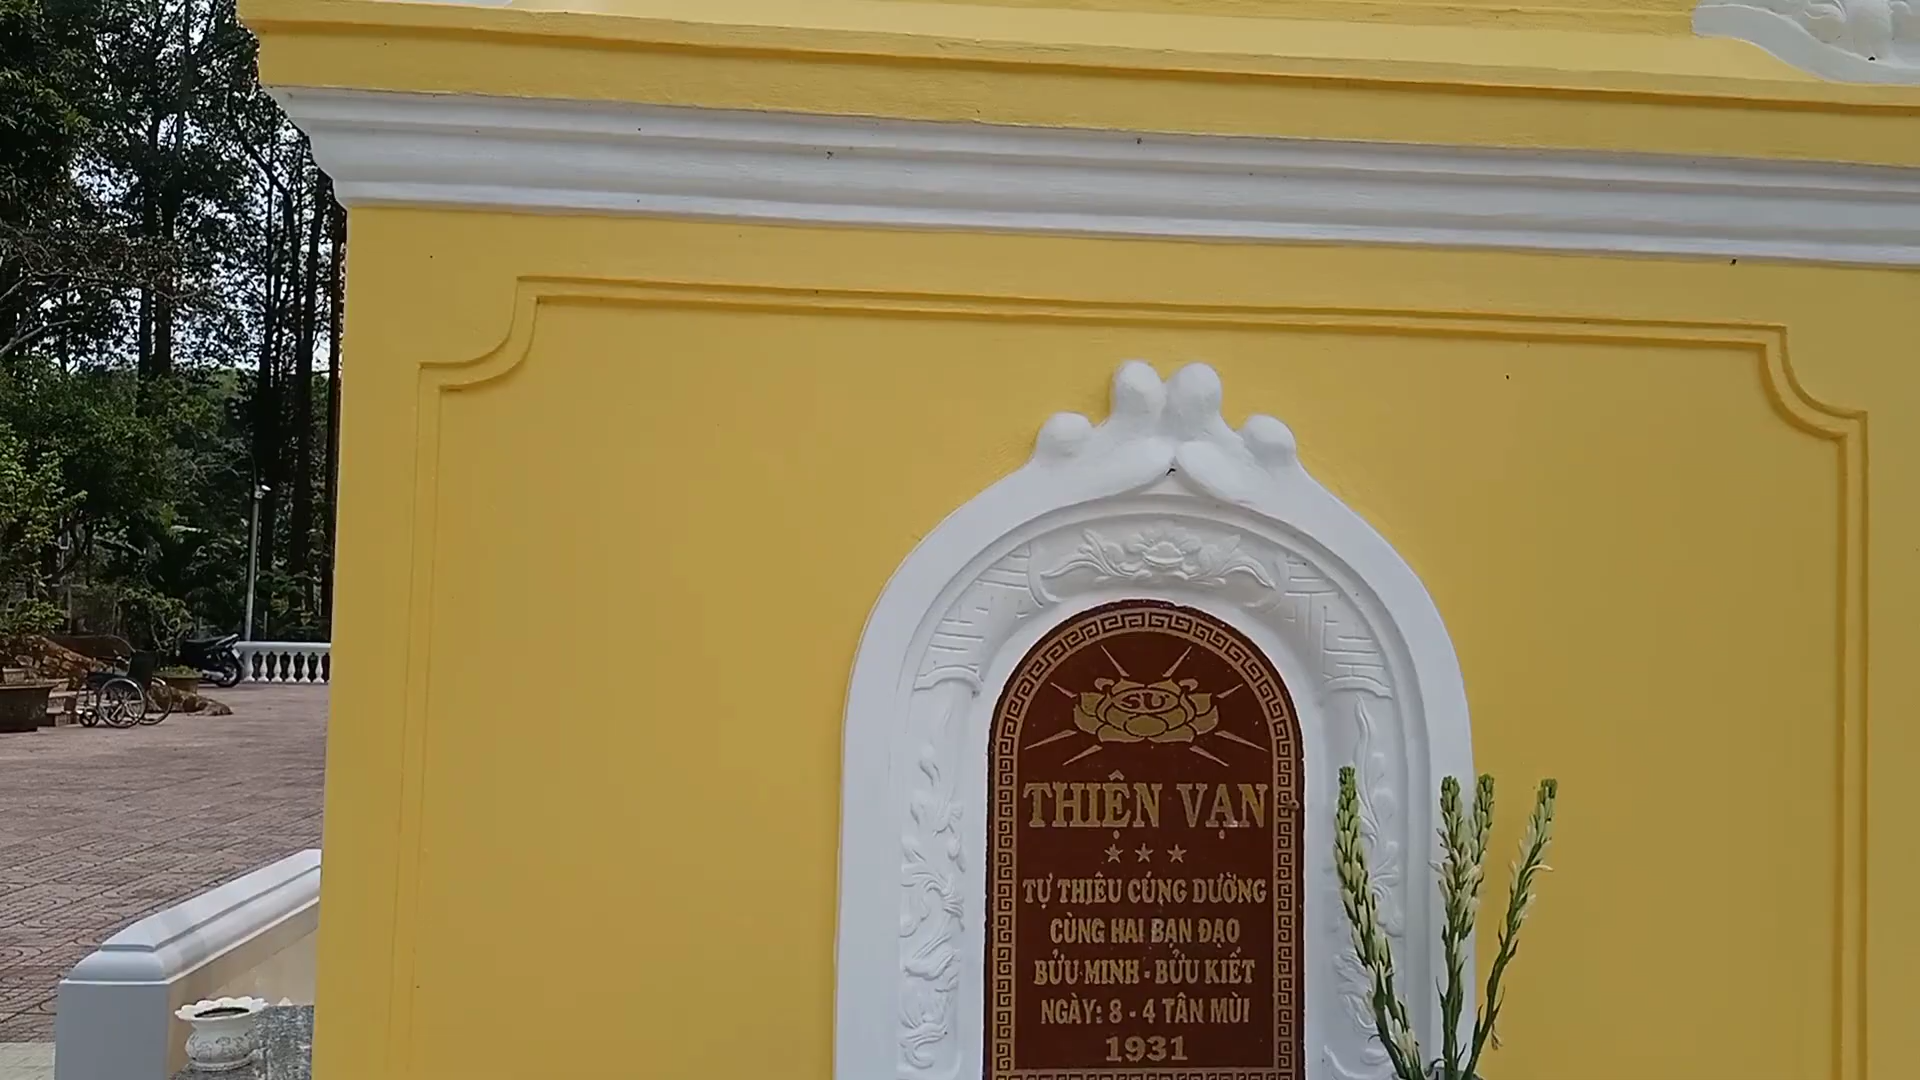 SƯ
THIỆN VẠN
TỰ THIÊU CÚNG DƯỜNG
CÙNG HAI BẠN ĐẠO
BỬU MINH - BỬU KIẾT
NGÀY: 8 - 4 TÂN MÙI
1931